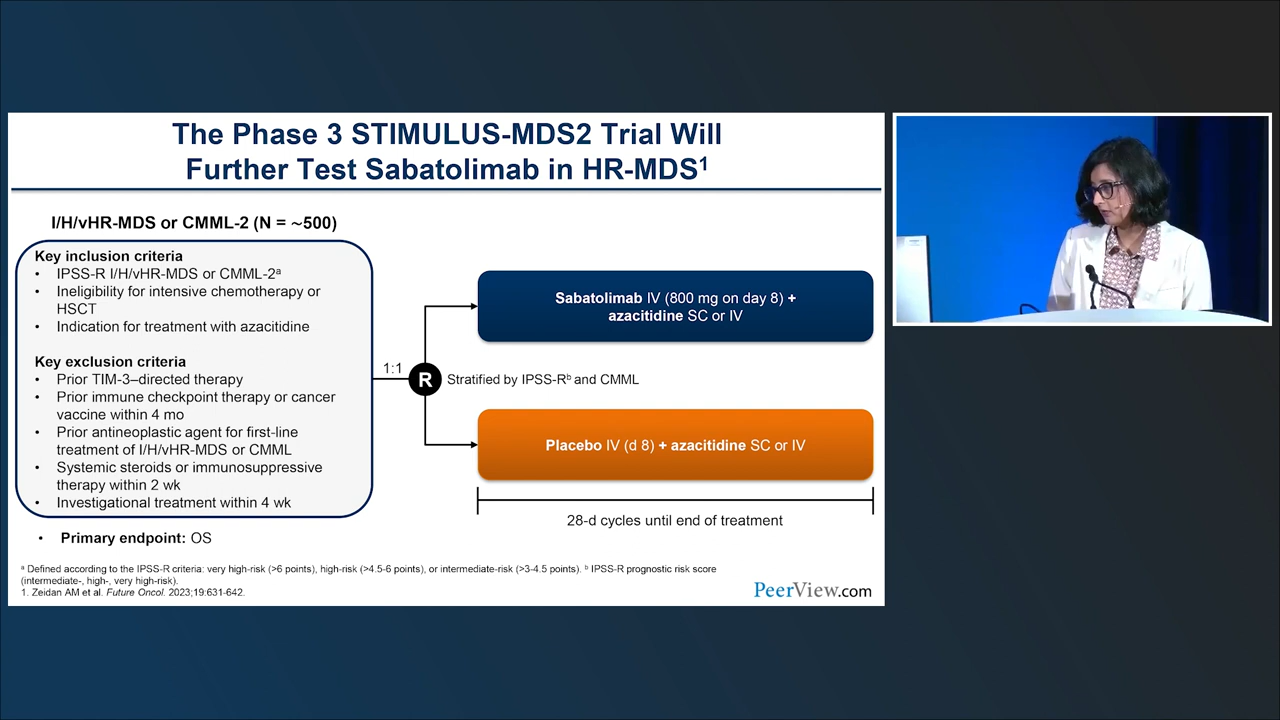 The Phase 3 STIMULUS-MDS2 Trial Will
Further Test Sabatolimab in HR-MDS¹
I/H/vHR-MDS or CMML-2 (N = ~500)
Key inclusion criteria
• IPSS-R I/H/vHR-MDS or CMML-2ᵃ
• Ineligibility for intensive chemotherapy or
HSCT
• Indication for treatment with azacitidine
Key exclusion criteria
• Prior TIM-3–directed therapy
• Prior immune checkpoint therapy or cancer
vaccine within 4 mo
• Prior antineoplastic agent for first-line
treatment of I/H/vHR-MDS or CMML
• Systemic steroids or immunosuppressive
therapy within 2 wk
• Investigational treatment within 4 wk
• Primary endpoint: OS
1:1
R
Stratified by IPSS-Rᵇ and CMML
Sabatolimab IV (800 mg on day 8) +
azacitidine SC or IV
Placebo IV (d 8) + azacitidine SC or IV
28-d cycles until end of treatment
ᵃ Defined according to the IPSS-R criteria: very high-risk (>6 points), high-risk (>4.5-6 points), or intermediate-risk (>3-4.5 points). ᵇ IPSS-R prognostic risk score
(intermediate-, high-, very high-risk).
1. Zeidan AM et al. Future Oncol. 2023;19:631-642.
PeerView.com